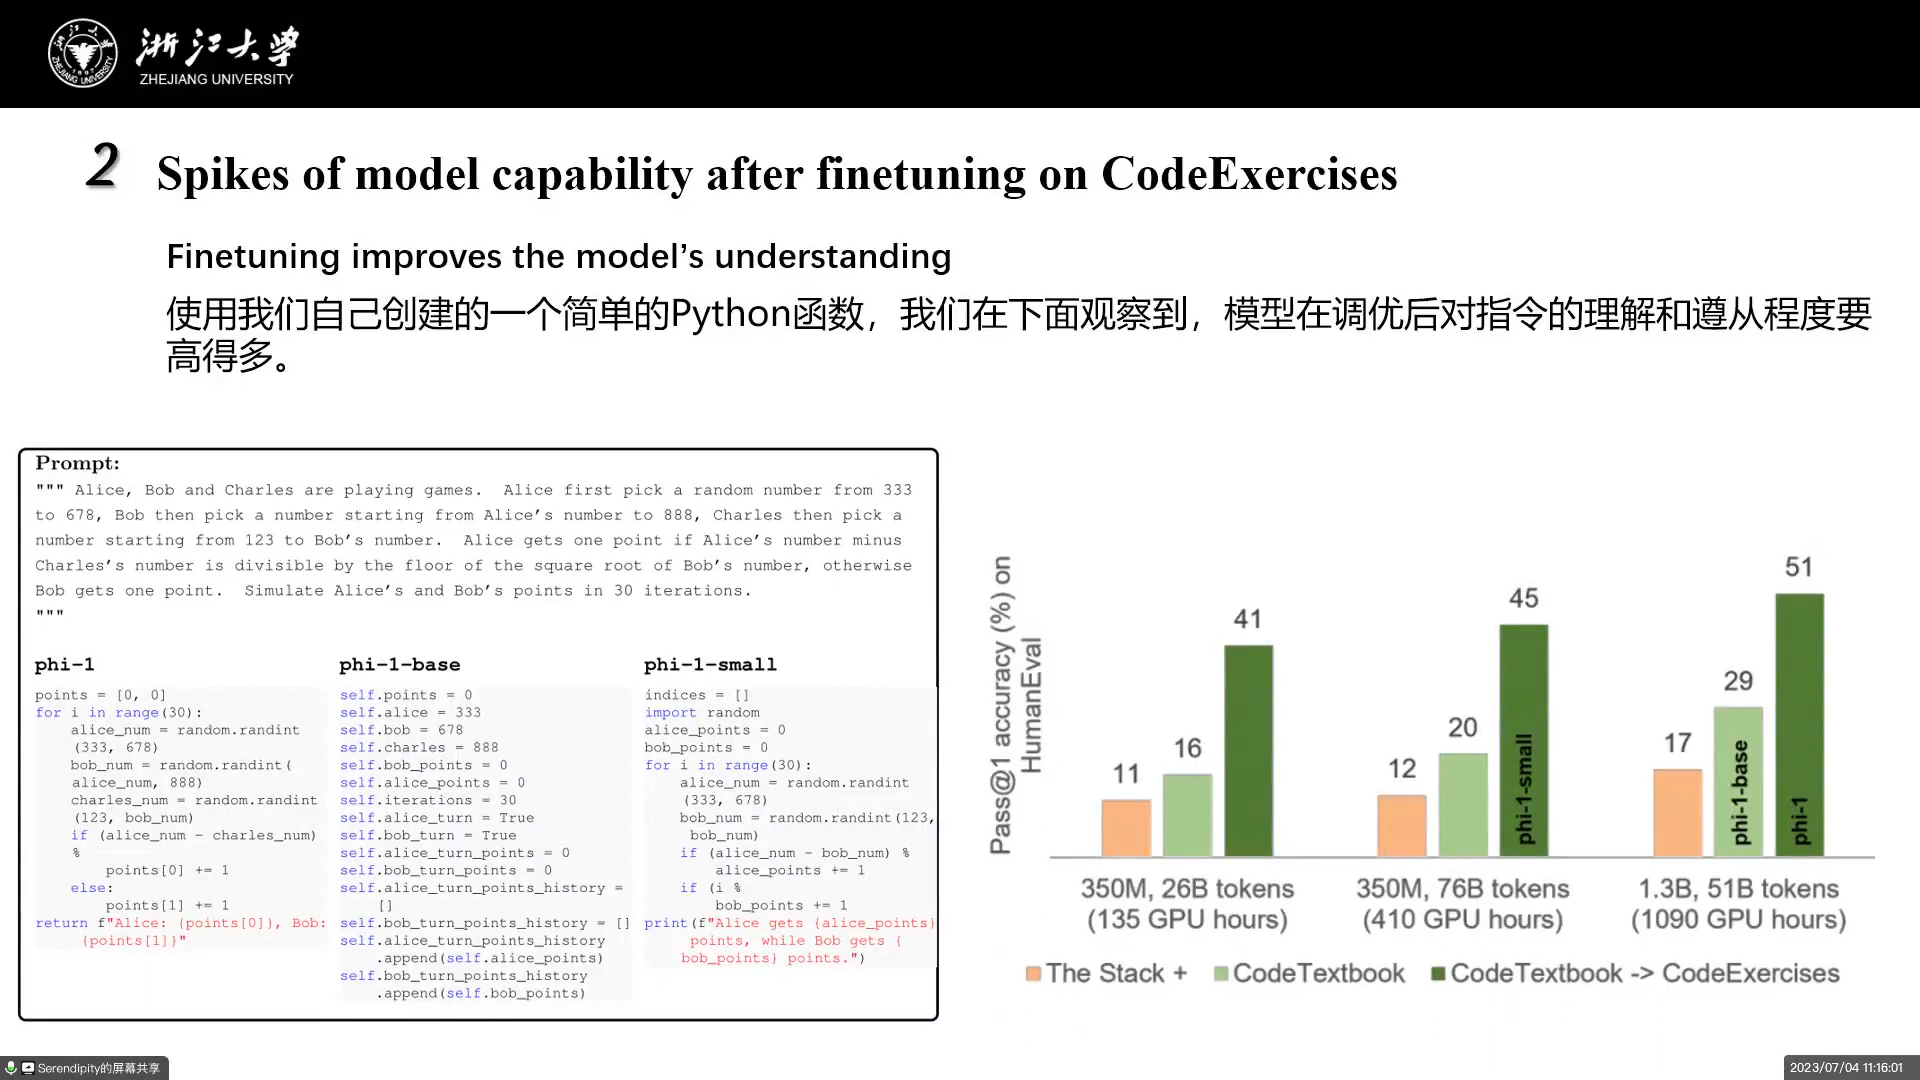 浙江大学
ZHEJIANG UNIVERSITY
2 Spikes of model capability after finetuning on CodeExercises
Finetuning improves the model’s understanding
使用我们自己创建的一个简单的Python函数，我们在下面观察到，模型在调优后对指令的理解和遵从程度要
高得多。
Prompt:
""" Alice, Bob and Charles are playing games. Alice first pick a random number from 333
to 678, Bob then pick a number starting from Alice’s number to 888, Charles then pick a
number starting from 123 to Bob’s number. Alice gets one point if Alice’s number minus
Charles’s number is divisible by the floor of the square root of Bob’s number, otherwise
Bob gets one point. Simulate Alice’s and Bob’s points in 30 iterations.
"""
phi-1
points = [0, 0]
for i in range(30):
alice_num = random.randint
(333, 678)
bob_num = random.randint(
alice_num, 888)
charles_num = random.randint
(123, bob_num)
if (alice_num - charles_num)
%
points[0] += 1
else:
points[1] += 1
return f"Alice: {points[0]}, Bob:
{points[1]}"
phi-1-base
self.points = 0
self.alice = 333
self.bob = 678
self.charles = 888
self.bob_points = 0
self.alice_points = 0
self.iterations = 30
self.alice_turn = True
self.bob_turn = True
self.alice_turn_points = 0
self.bob_turn_points = 0
self.alice_turn_points_history =
[]
self.bob_turn_points_history = []
self.alice_turn_points_history
.append(self.alice_points)
self.bob_turn_points_history
.append(self.bob_points)
phi-1-small
indices = []
import random
alice_points = 0
bob_points = 0
for i in range(30):
alice_num = random.randint
(333, 678)
bob_num = random.randint(123,
bob_num)
if (alice_num - bob_num) %
alice_points += 1
if (i %
bob_points += 1
print(f"Alice gets {alice_points}
points, while Bob gets {
bob_points} points.")
Pass@1 accuracy (%) on
HumanEval
11
16
41
12
20
45
phi-1-small
17
29
phi-1-base
51
phi-1
350M, 26B tokens
(135 GPU hours)
350M, 76B tokens
(410 GPU hours)
1.3B, 51B tokens
(1090 GPU hours)
The Stack + CodeTextbook CodeTextbook -> CodeExercises
Serendipity的屏幕共享
2023/07/04 11:16:01